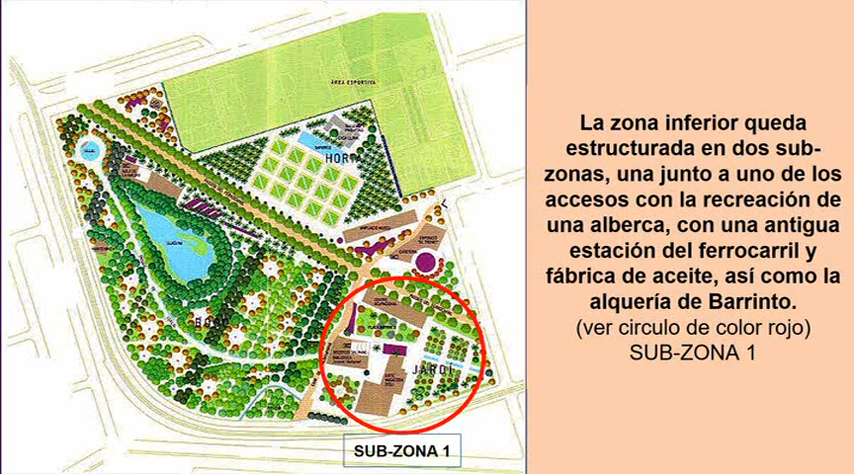 ÀREA ESPORTIVA
HORT
JARDÍ
SUB-ZONA 1
La zona inferior queda
estructurada en dos sub-
zonas, una junto a uno de los
accesos con la recreación de
una alberca, con una antigua
estación del ferrocarril y
fábrica de aceite, así como la
alquería de Barrinto.
(ver circulo de color rojo)
SUB-ZONA 1